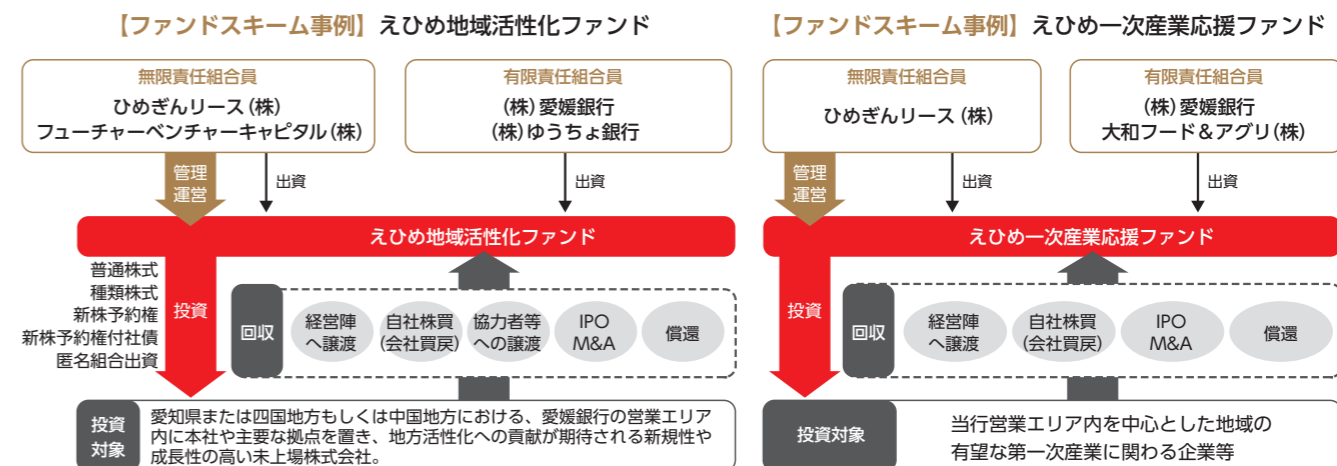 【ファンドスキーム事例】えひめ地域活性化ファンド
無限責任組合員
ひめぎんリース(株)
フューチャーベンチャーキャピタル(株)
有限責任組合員
(株)愛媛銀行
(株)ゆうちょ銀行
管理
運営
出資
出資
えひめ地域活性化ファンド
普通株式
種類株式
新株予約権
新株予約権付社債
匿名組合出資
投資
回収
経営陣
へ譲渡
自社株買
(会社買戻)
協力者等
への譲渡
IPO
M&A
償還
投資
対象
愛知県または四国地方もしくは中国地方における、愛媛銀行の営業エリア
内に本社や主要な拠点を置き、地方活性化への貢献が期待される新規性や
成長性の高い未上場株式会社。
【ファンドスキーム事例】えひめ一次産業応援ファンド
無限責任組合員
ひめぎんリース(株)
有限責任組合員
(株)愛媛銀行
大和フード&アグリ(株)
管理
運営
出資
出資
えひめ一次産業応援ファンド
投資
回収
経営陣
へ譲渡
自社株買
(会社買戻)
IPO
M&A
償還
投資対象
当行営業エリア内を中心とした地域の
有望な第一次産業に関わる企業等